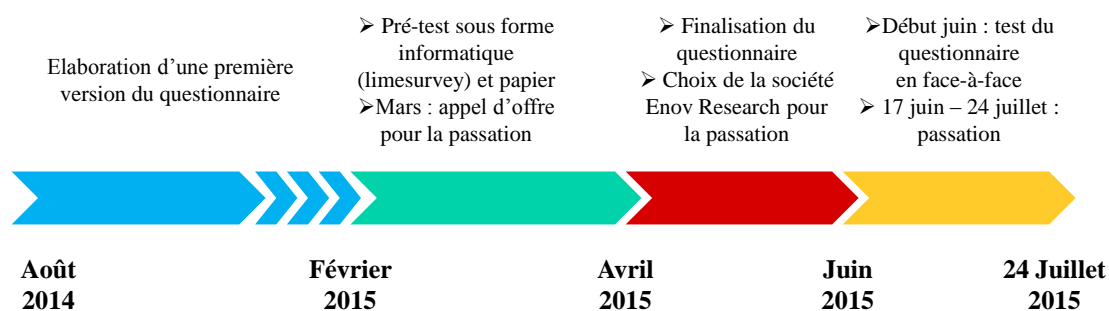 Elaboration d'une première
version du questionnaire
➢ Pré-test sous forme
informatique
(limesurvey) et papier
➢Mars : appel d'offre
pour la passation
➢ Finalisation du
questionnaire
➢ Choix de la société
Enov Research pour
la passation
➢Début juin : test du
questionnaire
en face-à-face
➢ 17 juin – 24 juillet :
passation
Août
2014
Février
2015
Avril
2015
Juin
2015
24 Juillet
2015